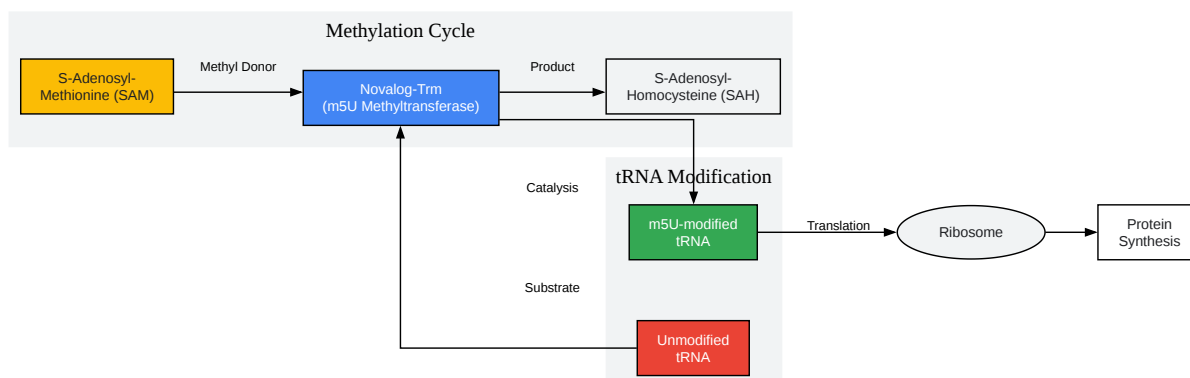 Methylation Cycle
S-Adenosyl-
Methionine (SAM)
Methyl Donor
Novalog-Trm
(m5U Methyltransferase)
Product
S-Adenosyl-
Homocysteine (SAH)
tRNA Modification
Catalysis
m5U-modified
tRNA
Translation
Ribosome
Protein
Synthesis
Substrate
Unmodified
tRNA